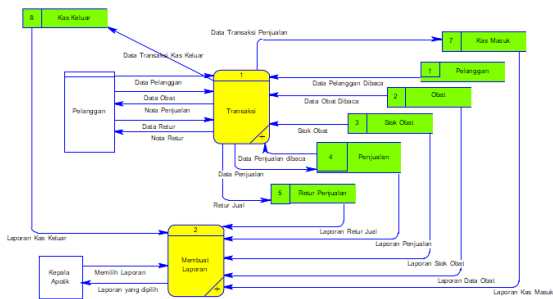 8 Kas Keluar
Data Transaksi Penjualan
7 Kas Masuk
Data Transaksi Kas Keluar
1
Transaksi
1 Pelanggan
Data Pelanggan Dibaca
2 Obat
Data Obat Dibaca
3 Stok Obat
Stok Obat
4 Penjualan
Data Penjualan dibaca
Data Penjualan
5 Retur Penjualan
Retur Jual
Pelanggan
Data Pelanggan
Data Obat
Nota Penjualan
Data Retur
Nota Retur
Laporan Kas Keluar
2
Membuat
Laporan
Laporan Retur Jual
Laporan Penjualan
Laporan Stok Obat
Laporan Data Obat
Laporan Kas Masuk
Kepala
Apotik
Memilih Laporan
Laporan yang dipilih